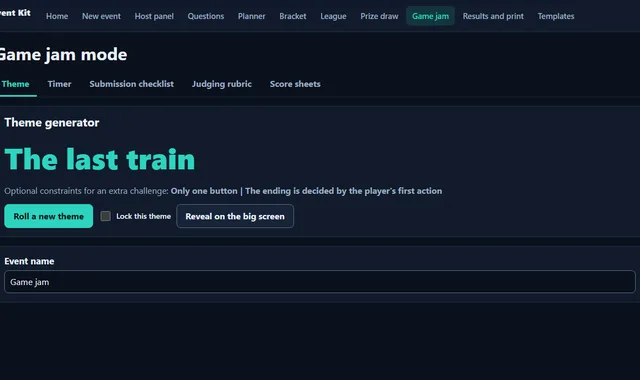 vent Kit Home New event Host panel Questions Planner Bracket League Prize draw Game jam Results and print Templates
Game jam mode
Theme Timer Submission checklist Judging rubric Score sheets
Theme generator
The last train
Optional constraints for an extra challenge: Only one button | The ending is decided by the player's first action
Roll a new theme Lock this theme Reveal on the big screen
Event name
Game jam